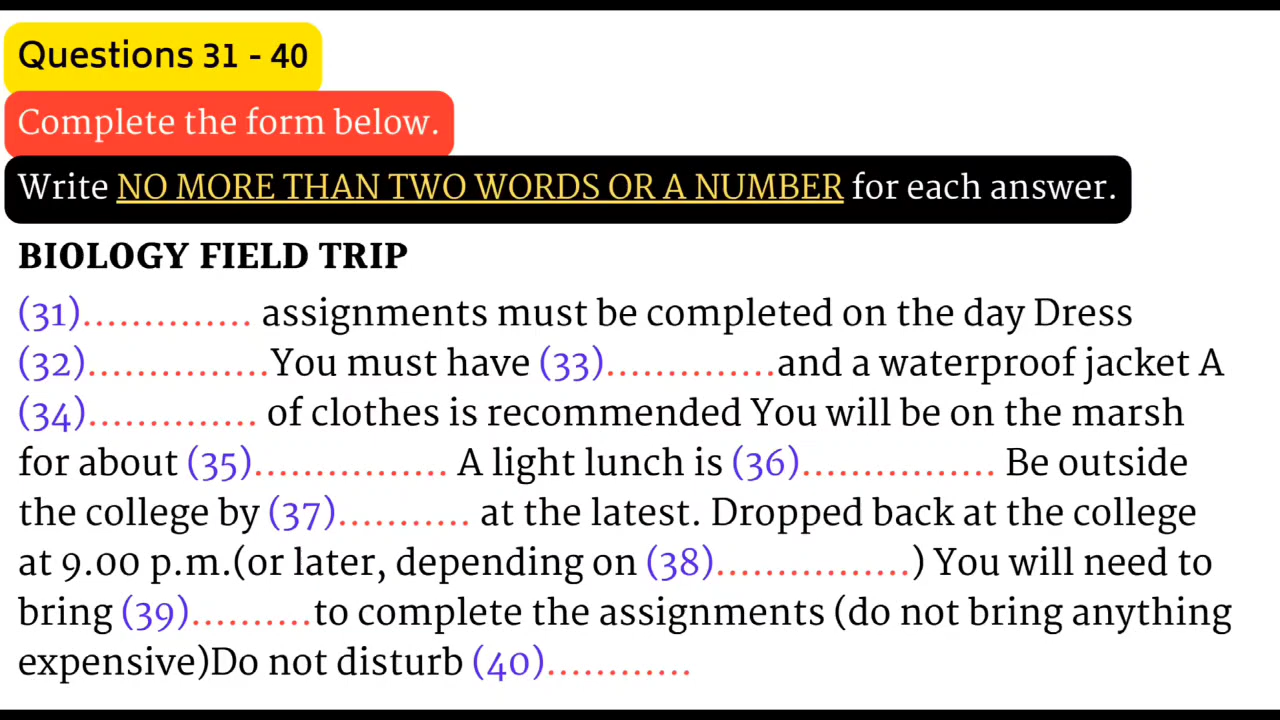 Questions 31 - 40
Complete the form below.
Write NO MORE THAN TWO WORDS OR A NUMBER for each answer.
BIOLOGY FIELD TRIP
(31).............. assignments must be completed on the day Dress
(32)...............You must have (33)..............and a waterproof jacket A
(34).............. of clothes is recommended You will be on the marsh
for about (35)................ A light lunch is (36)................ Be outside
the college by (37)........... at the latest. Dropped back at the college
at 9.00 p.m.(or later, depending on (38)................) You will need to
bring (39)..........to complete the assignments (do not bring anything
expensive)Do not disturb (40)............